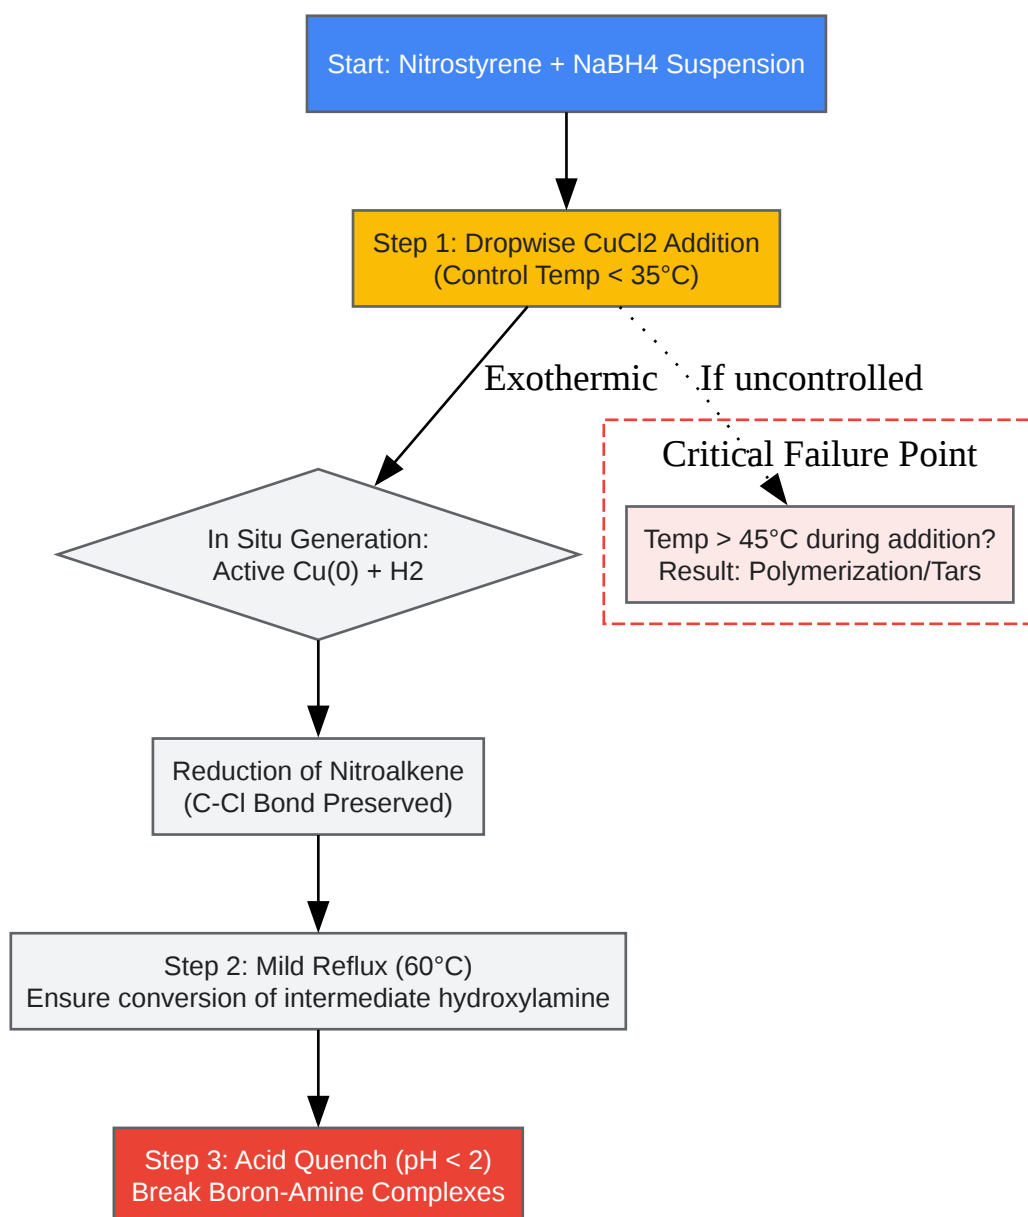 Start: Nitrostyrene + NaBH4 Suspension
Step 1: Dropwise CuCl2 Addition
(Control Temp < 35°C)
Exothermic
If uncontrolled
Critical Failure Point
Temp > 45°C during addition?
Result: Polymerization/Tars
In Situ Generation:
Active Cu(0) + H2
Reduction of Nitroalkene
(C-Cl Bond Preserved)
Step 2: Mild Reflux (60°C)
Ensure conversion of intermediate hydroxylamine
Step 3: Acid Quench (pH < 2)
Break Boron-Amine Complexes